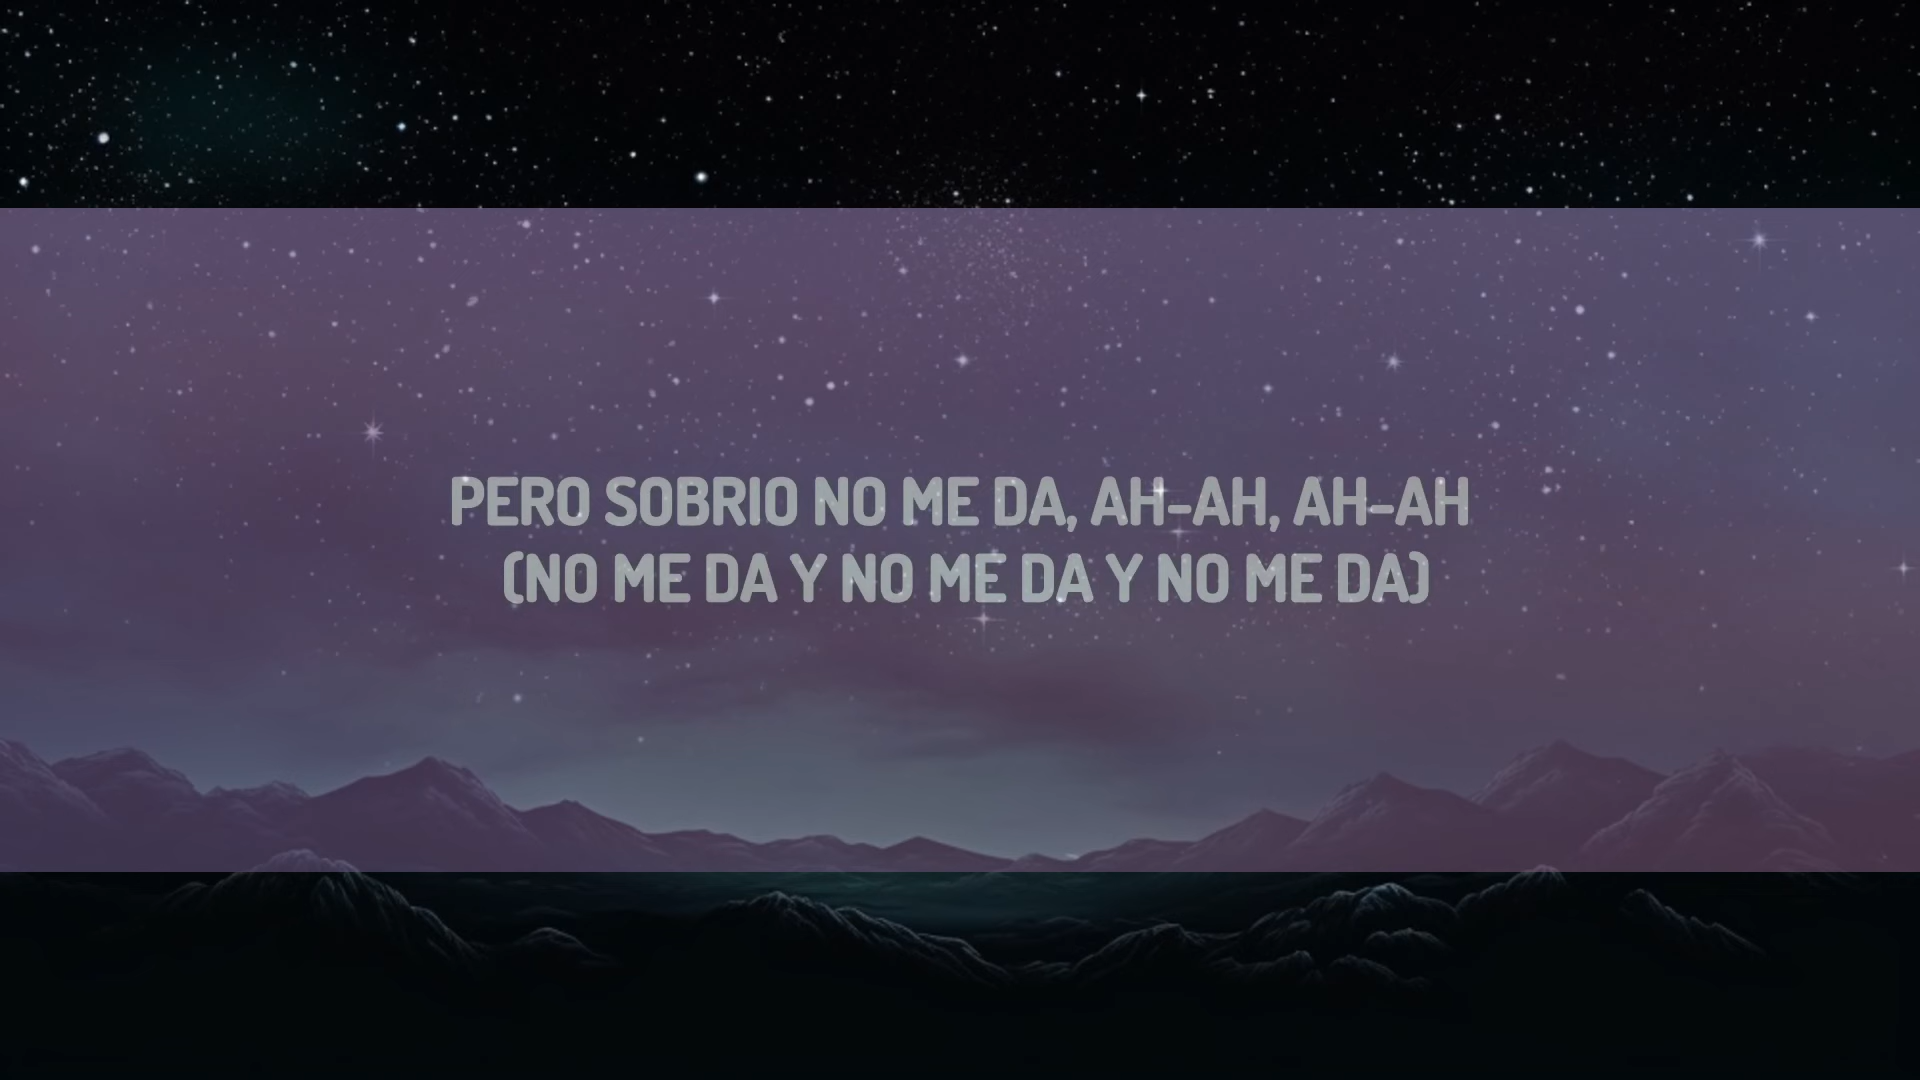 PERO SOBRIO NO ME DA, AH-AH, AH-AH
(NO ME DA Y NO ME DA Y NO ME DA)